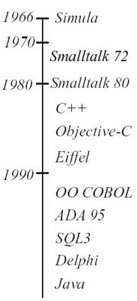 1966 Simula
1970
Smalltalk 72
1980 Smalltalk 80
C++
Objective-C
Eiffel
1990
OO COBOL
ADA 95
SQL3
Delphi
Java